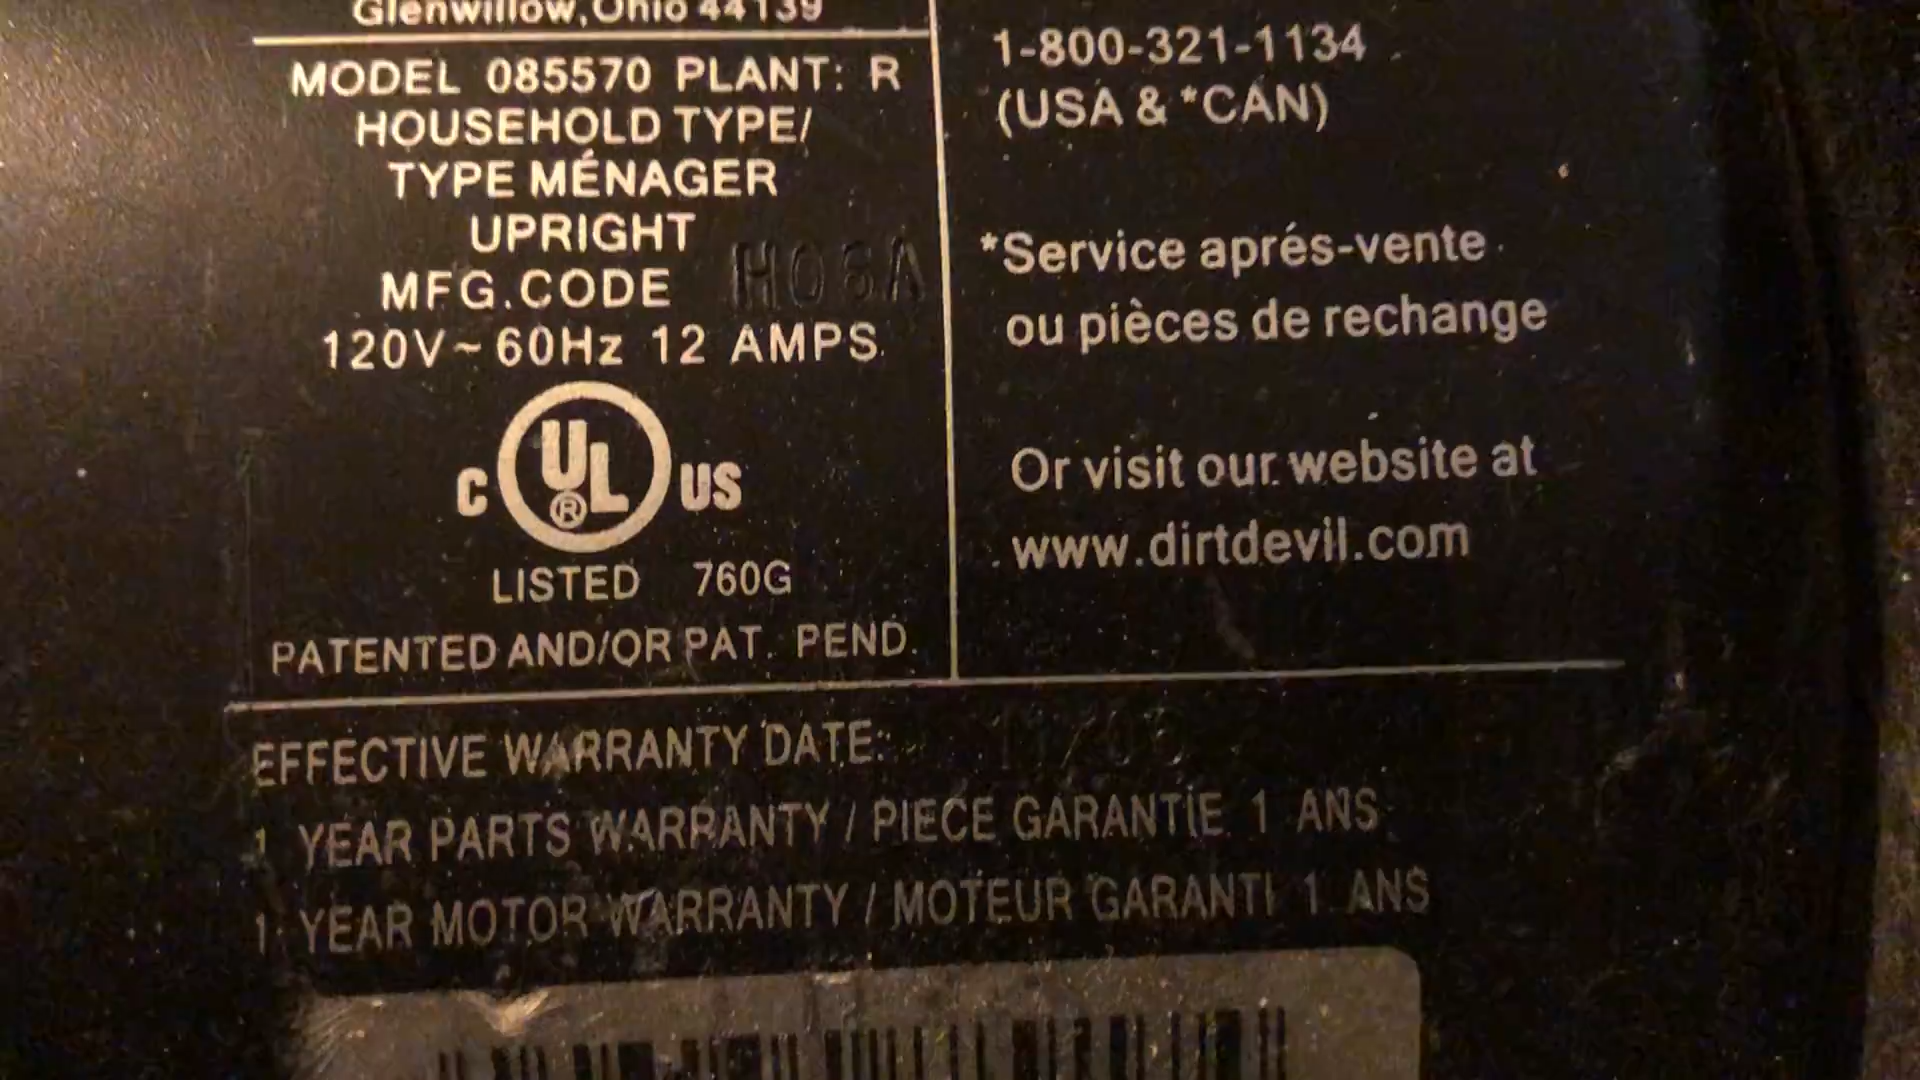 Glenwillow, Ohio 44139
MODEL 085570 PLANT: R
HOUSEHOLD TYPE/
TYPE MÉNAGER
UPRIGHT
MFG.CODE
120V~60Hz 12 AMPS.
C UL® US
LISTED 760G
PATENTED AND/OR PAT. PEND.
1-800-321-1134
(USA & *CAN)
*Service aprés-vente
ou pièces de rechange
Or visit our website at
www.dirtdevil.com
EFFECTIVE WARRANTY DATE:
1 YEAR PARTS WARRANTY / PIECE GARANTIE 1 ANS
1 YEAR MOTOR WARRANTY / MOTEUR GARANTI 1 ANS